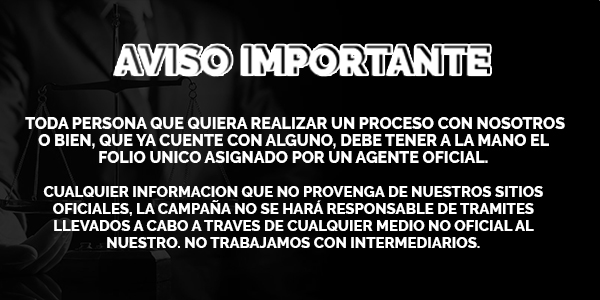 AVISO IMPORTANTE
TODA PERSONA QUE QUIERA REALIZAR UN PROCESO CON NOSOTROS
O BIEN, QUE YA CUENTE CON ALGUNO, DEBE TENER A LA MANO EL
FOLIO UNICO ASIGNADO POR UN AGENTE OFICIAL.
CUALQUIER INFORMACION QUE NO PROVENGA DE NUESTROS SITIOS
OFICIALES, LA CAMPAÑA NO SE HARÁ RESPONSABLE DE TRAMITES
LLEVADOS A CABO A TRAVES DE CUALQUIER MEDIO NO OFICIAL AL
NUESTRO. NO TRABAJAMOS CON INTERMEDIARIOS.